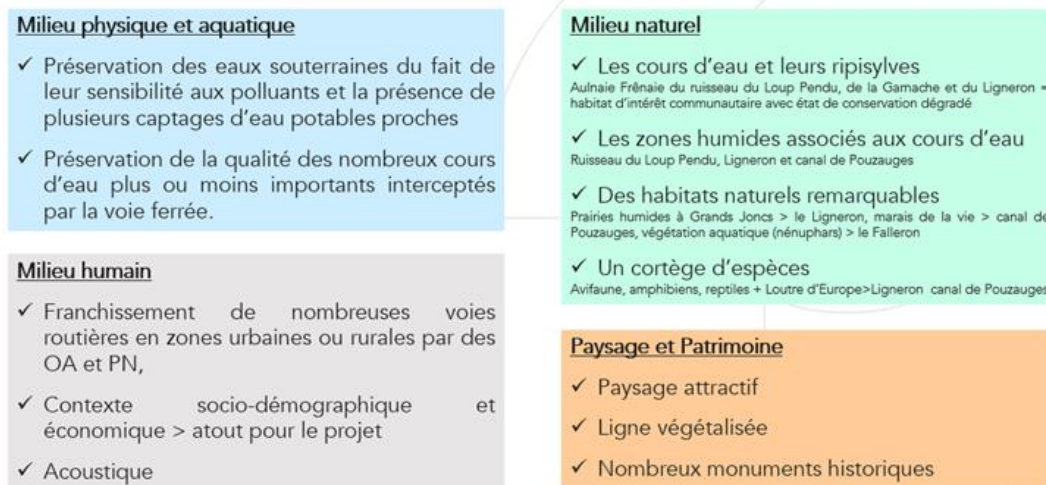 Milieu physique et aquatique
✓ Préservation des eaux souterraines du fait de
leur sensibilité aux polluants et la présence de
plusieurs captages d'eau potables proches
✓ Préservation de la qualité des nombreux cours
d'eau plus ou moins importants interceptés
par la voie ferrée.
Milieu humain
✓ Franchissement de nombreuses voies
routières en zones urbaines ou rurales par des
OA et PN,
✓ Contexte socio-démographique et
économique > atout pour le projet
✓ Acoustique
Milieu naturel
✓ Les cours d'eau et leurs ripisylves
Aulnaie Frênaie du ruisseau du Loup Pendu, de la Gamache et du Ligneron =
habitat d'intérêt communautaire avec état de conservation dégradé
✓ Les zones humides associés aux cours d'eau
Ruisseau du Loup Pendu, Ligneron et canal de Pouzauges
✓ Des habitats naturels remarquables
Prairies humides à Grands Joncs > le Ligneron, marais de la vie > canal de
Pouzauges, végétation aquatique (nénuphars) > le Falleron
✓ Un cortège d'espèces
Avifaune, amphibiens, reptiles + Loutre d'Europe>Ligneron canal de Pouzauges
Paysage et Patrimoine
✓ Paysage attractif
✓ Ligne végétalisée
✓ Nombreux monuments historiques